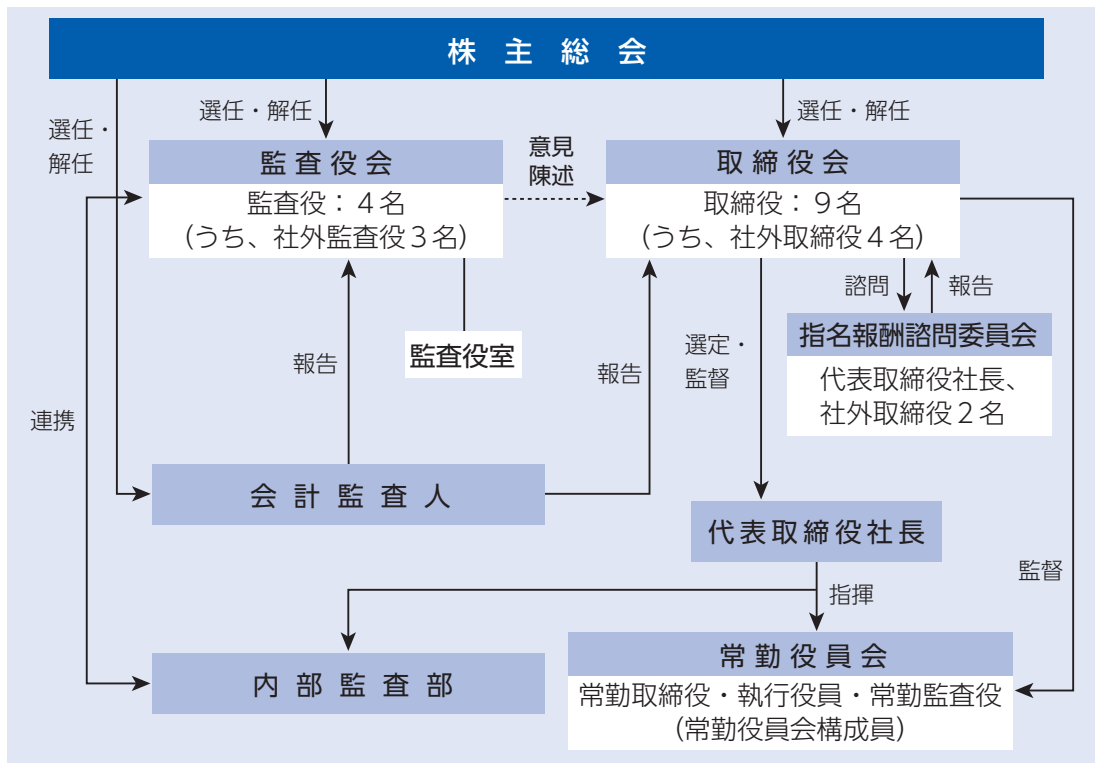 株主総会
選任・
解任
選任・解任
選任・解任
監査役会
監査役：４名
（うち、社外監査役３名）
意見
陳述
取締役会
取締役：９名
（うち、社外取締役４名）
諮問
報告
指名報酬諮問委員会
代表取締役社長、
社外取締役２名
監査役室
報告
報告
選定・
監督
連携
会計監査人
代表取締役社長
監督
指揮
内部監査部
常勤役員会
常勤取締役・執行役員・常勤監査役
（常勤役員会構成員）